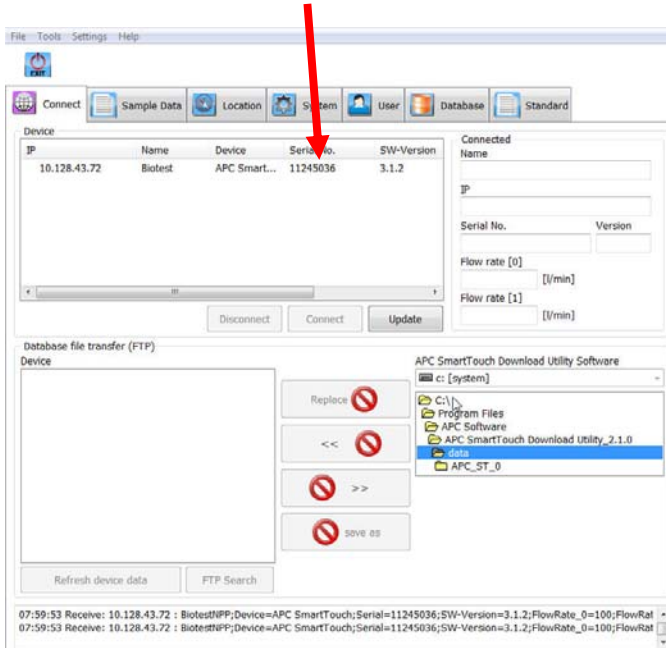 File Tools Settings Help
EXIT
Connect Sample Data Location System User Database Standard
Device
IP Name Device Serial No. SW-Version
10.128.43.72 Biotest APC Smart... 11245036 3.1.2
Disconnect Connect Update
Connected
Name
IP
Serial No. Version
Flow rate [0]
[l/min]
Flow rate [1]
[l/min]
Database file transfer (FTP)
Device
Replace
<<
>>
save as
Refresh device data FTP Search
APC SmartTouch Download Utility Software
c: [system]
C:\
Program Files
APC Software
APC SmartTouch Download Utility_2.1.0
data
APC_ST_0
07:59:53 Receive: 10.128.43.72 : BiotestNPP;Device=APC SmartTouch;Serial=11245036;SW-Version=3.1.2;FlowRate_0=100;FlowRat
07:59:53 Receive: 10.128.43.72 : BiotestNPP;Device=APC SmartTouch;Serial=11245036;SW-Version=3.1.2;FlowRate_0=100;FlowRat